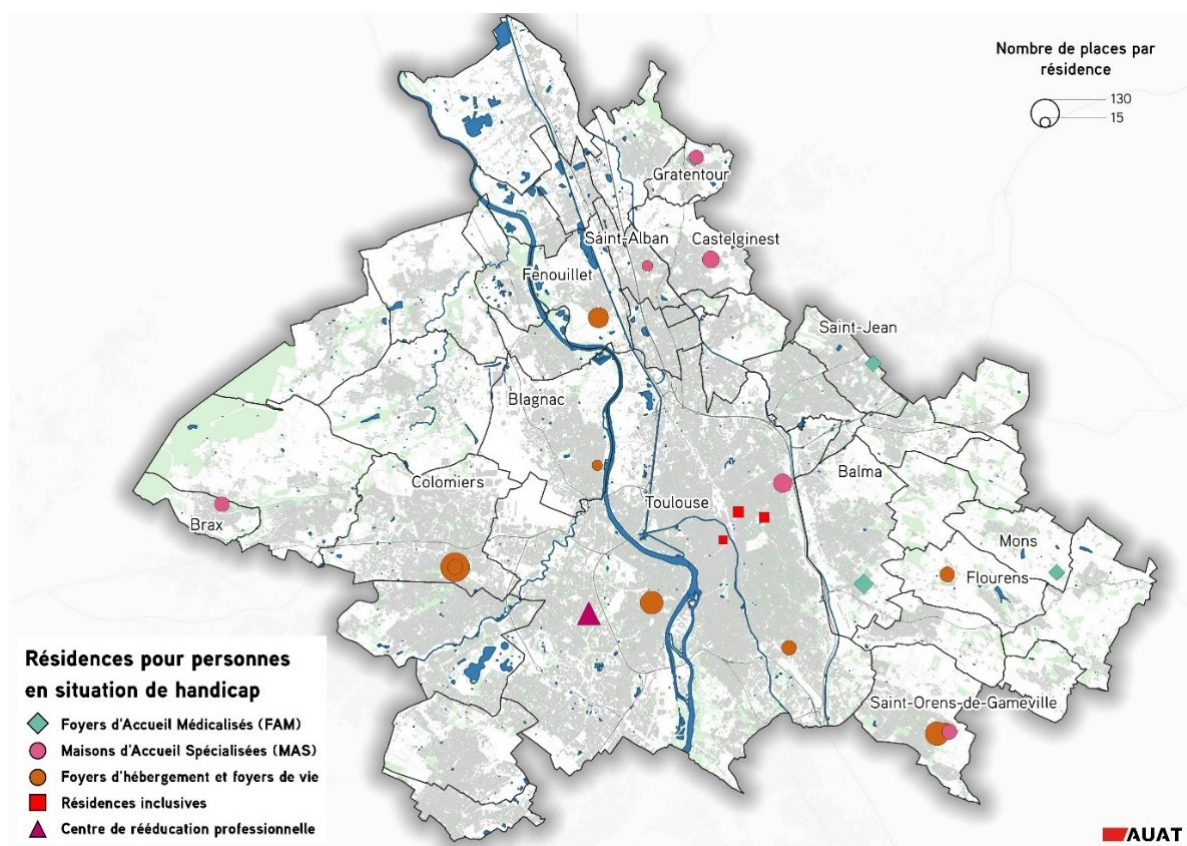 Nombre de places par
résidence
130
15
Gratentour
Saint-Alban
Castelginest
Fenouillet
Saint-Jean
Blagnac
Balma
Colomiers
Toulouse
Brax
Mons
Flourens
Saint-Orens-de-Gameville
Résidences pour personnes
en situation de handicap
Foyers d'Accueil Médicalisés (FAM)
Maisons d'Accueil Spécialisées (MAS)
Foyers d'hébergement et foyers de vie
Résidences inclusives
Centre de rééducation professionnelle
AUAT